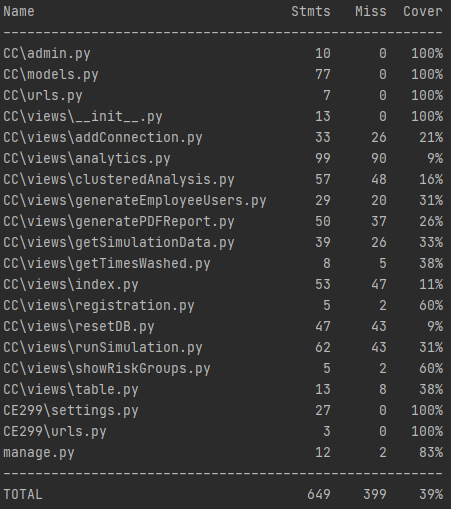 Name Stmts Miss Cover
-------------------------------------------------------
CC\admin.py 10 0 100%
CC\models.py 77 0 100%
CC\urls.py 7 0 100%
CC\views\__init__.py 13 0 100%
CC\views\addConnection.py 33 26 21%
CC\views\analytics.py 99 90 9%
CC\views\clusteredAnalysis.py 57 48 16%
CC\views\generateEmployeeUsers.py 29 20 31%
CC\views\generatePDFReport.py 50 37 26%
CC\views\getSimulationData.py 39 26 33%
CC\views\getTimesWashed.py 8 5 38%
CC\views\index.py 53 47 11%
CC\views\registration.py 5 2 60%
CC\views\resetDB.py 47 43 9%
CC\views\runSimulation.py 62 43 31%
CC\views\showRiskGroups.py 5 2 60%
CC\views\table.py 13 8 38%
CE299\settings.py 27 0 100%
CE299\urls.py 3 0 100%
manage.py 12 2 83%
-------------------------------------------------------
TOTAL 649 399 39%